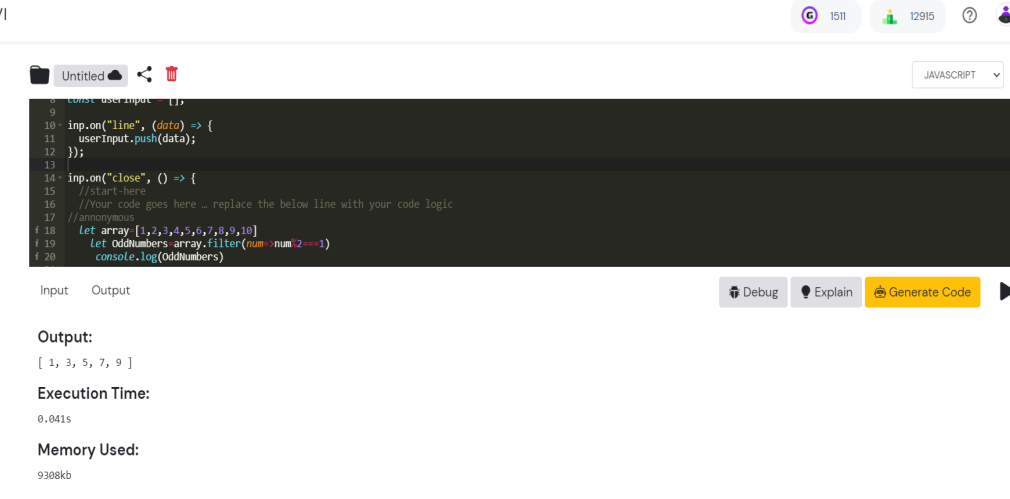 1511
12915
Untitled
JAVASCRIPT
8 const userInput = [];
9
10 inp.on("line", (data) => {
11 userInput.push(data);
12 });
13
14 inp.on("close", () => {
15 //start-here
16 //Your code goes here … replace the below line with your code logic
17 //annonymous
i 18 let array=[1,2,3,4,5,6,7,8,9,10]
i 19 let OddNumbers=array.filter(num=>num%2===1)
i 20 console.log(OddNumbers)
Input Output
Debug Explain Generate Code
Output:
[ 1, 3, 5, 7, 9 ]
Execution Time:
0.041s
Memory Used:
9308kb